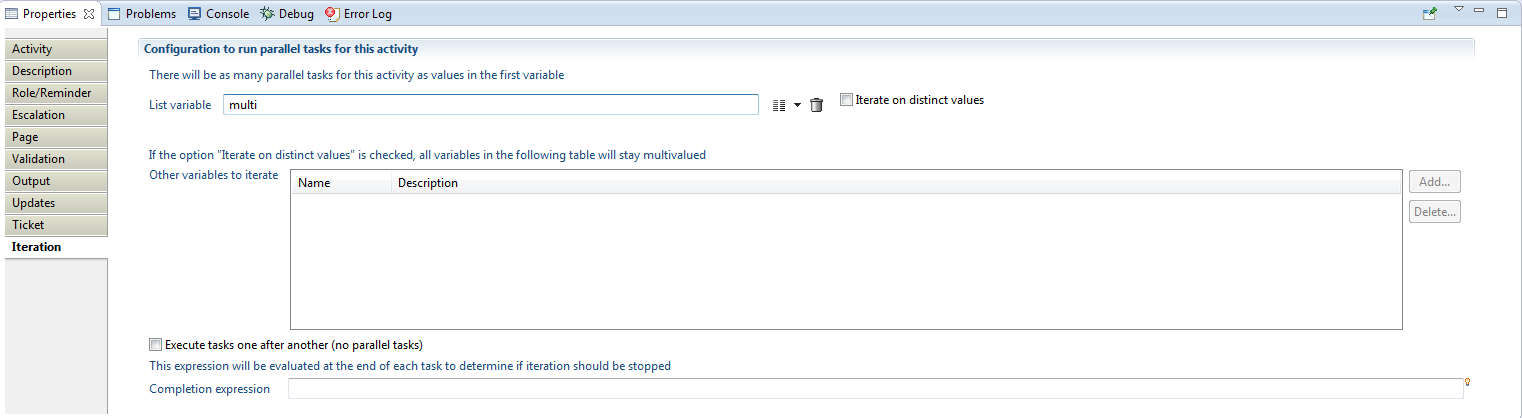 Properties Problems Console Debug Error Log
Activity
Description
Role/Reminder
Escalation
Page
Validation
Output
Updates
Ticket
Iteration
Configuration to run parallel tasks for this activity
There will be as many parallel tasks for this activity as values in the first variable
List variable multi Iterate on distinct values
If the option "Iterate on distinct values" is checked, all variables in the following table will stay multivalued
Other variables to iterate Name Description Add...
Delete...
Execute tasks one after another (no parallel tasks)
This expression will be evaluated at the end of each task to determine if iteration should be stopped
Completion expression